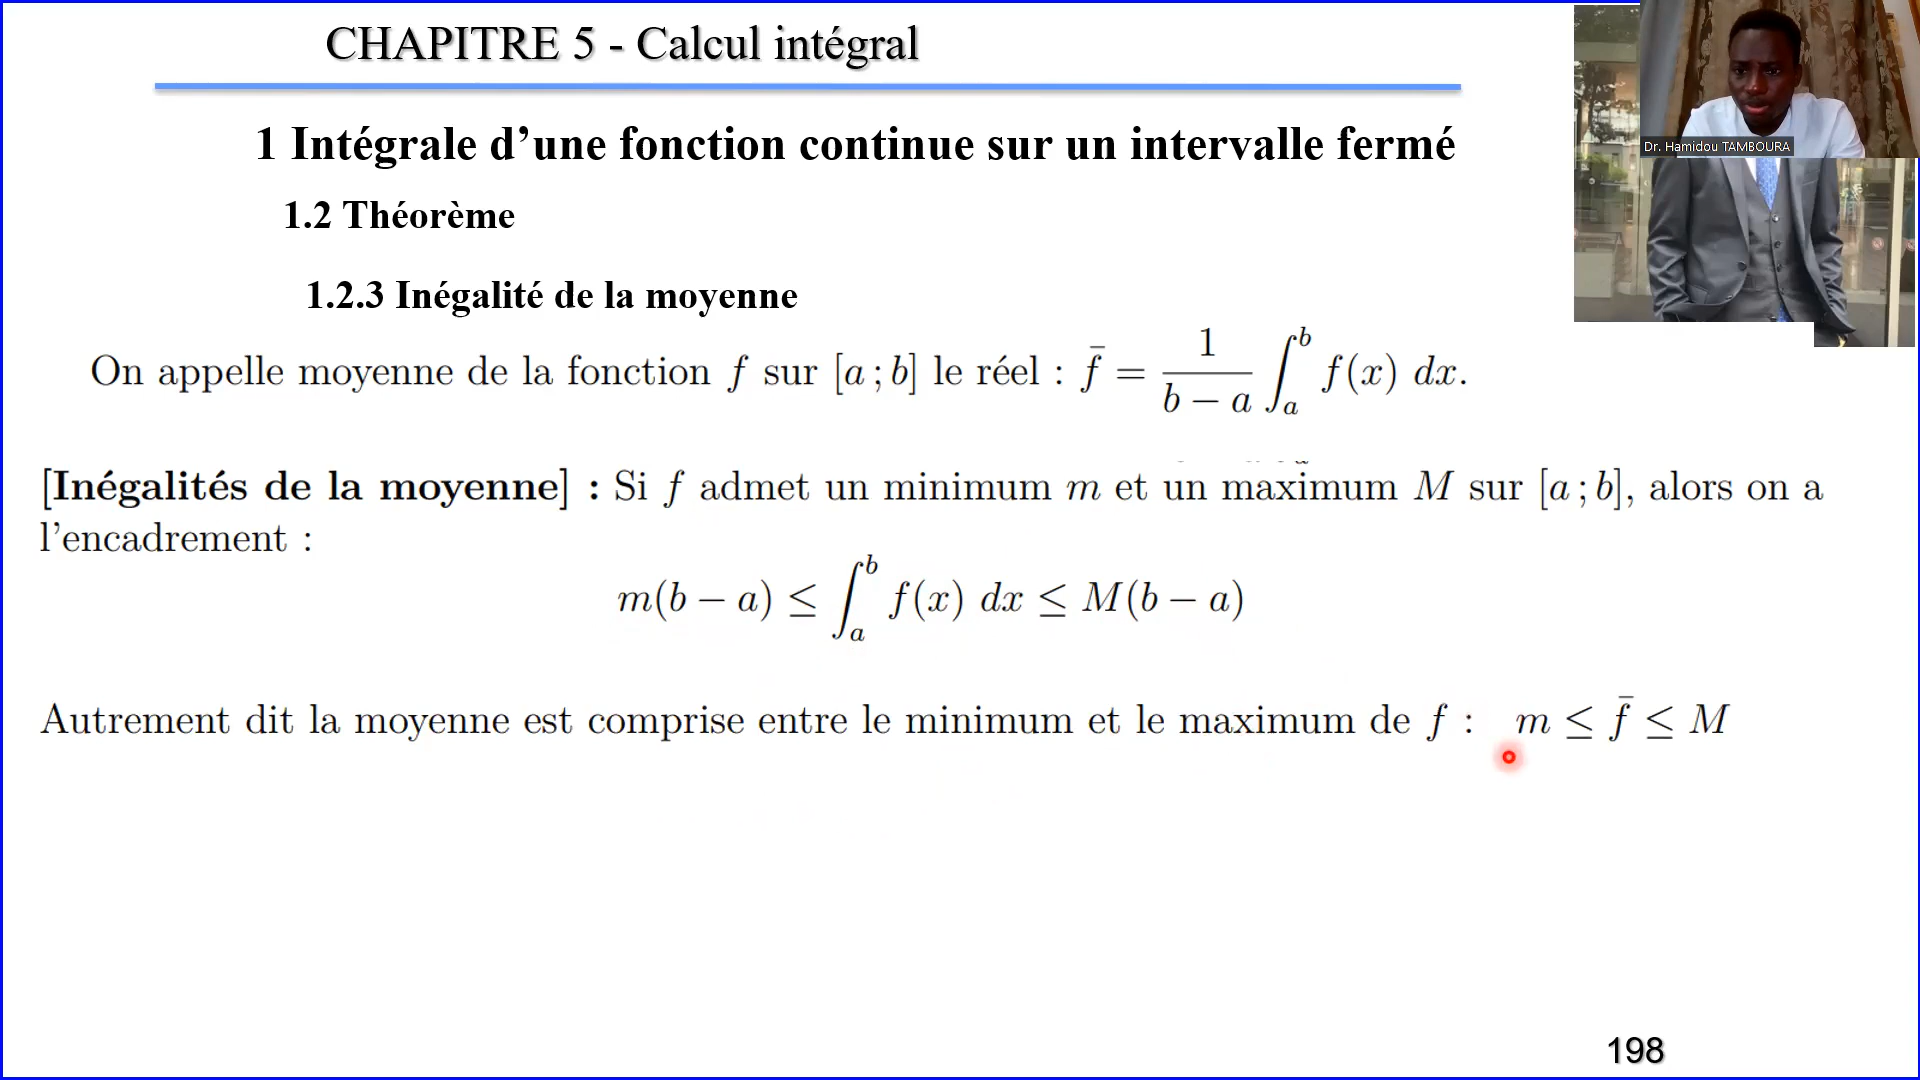 CHAPITRE 5 - Calcul intégral
Dr. Hamidou TAMBOURA
1 Intégrale d’une fonction continue sur un intervalle fermé
1.2 Théorème
1.2.3 Inégalité de la moyenne
On appelle moyenne de la fonction f sur [a ; b] le réel : f̄ = 1/(b − a) ∫_a^b f(x) dx.
[Inégalités de la moyenne] : Si f admet un minimum m et un maximum M sur [a ; b], alors on a
l’encadrement :
m(b − a) ≤ ∫_a^b f(x) dx ≤ M(b − a)
Autrement dit la moyenne est comprise entre le minimum et le maximum de f : m ≤ f̄ ≤ M
198